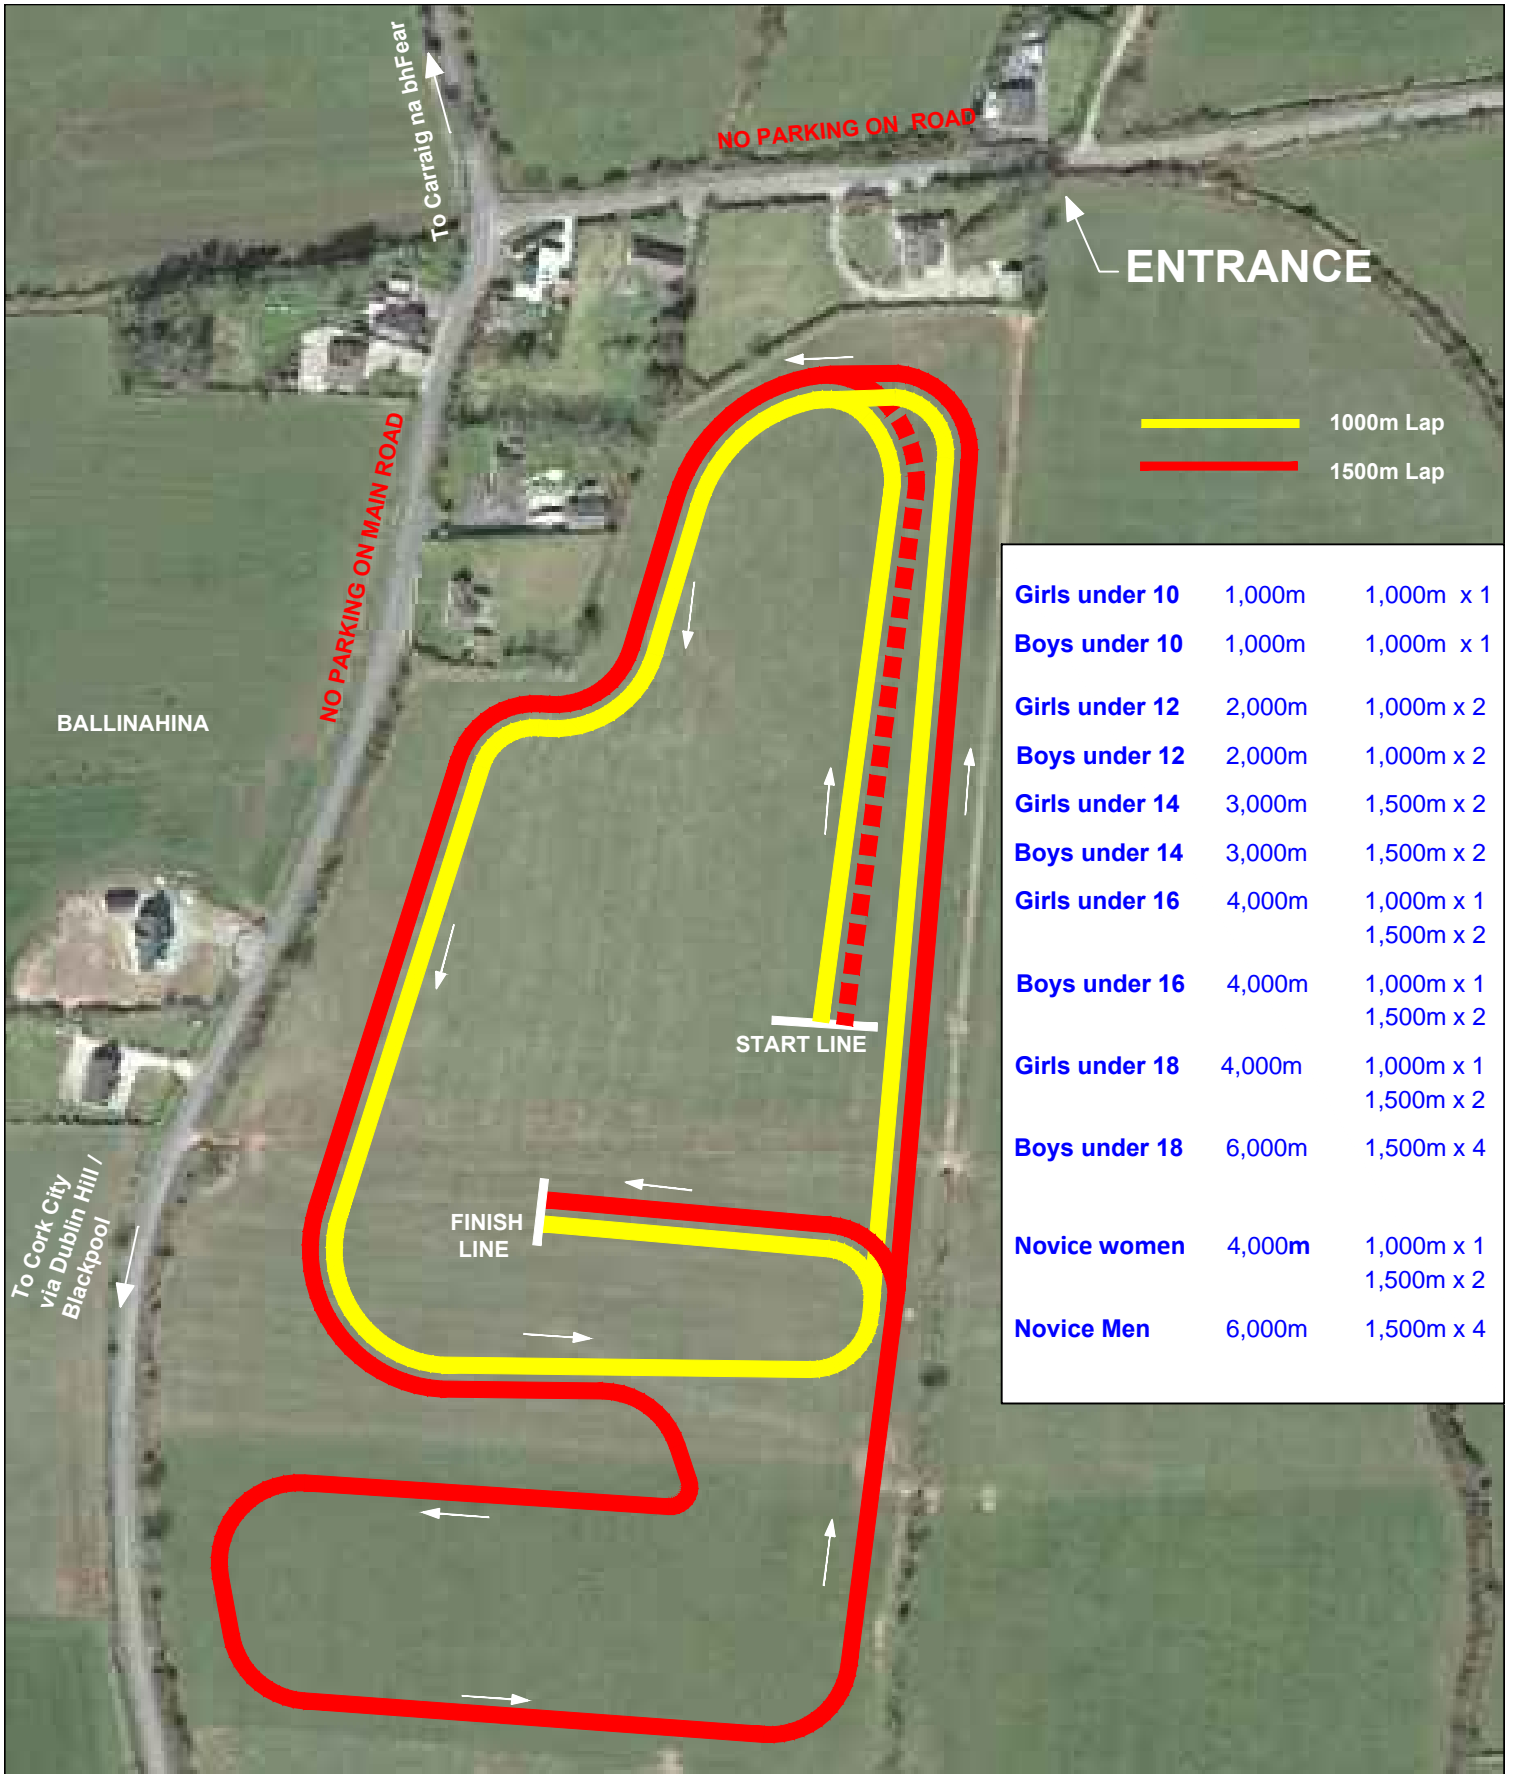 To Carraig na bhFear
NO PARKING ON ROAD
ENTRANCE
1000m Lap
1500m Lap
NO PARKING ON MAIN ROAD
BALLINAHINA
START LINE
FINISH
LINE
To Cork City
via Dublin Hill /
Blackpool
Girls under 10 1,000m 1,000m x 1
Boys under 10 1,000m 1,000m x 1
Girls under 12 2,000m 1,000m x 2
Boys under 12 2,000m 1,000m x 2
Girls under 14 3,000m 1,500m x 2
Boys under 14 3,000m 1,500m x 2
Girls under 16 4,000m 1,000m x 1
1,500m x 2
Boys under 16 4,000m 1,000m x 1
1,500m x 2
Girls under 18 4,000m 1,000m x 1
1,500m x 2
Boys under 18 6,000m 1,500m x 4
Novice women 4,000m 1,000m x 1
1,500m x 2
Novice Men 6,000m 1,500m x 4